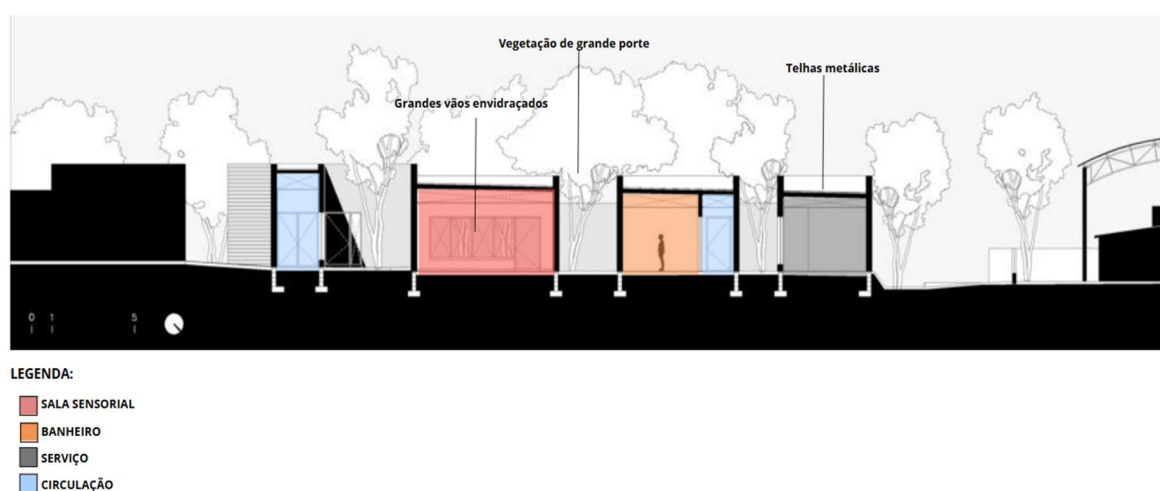 Vegetação de grande porte
Telhas metálicas
Grandes vãos envidraçados
0 1 5
LEGENDA:
SALA SENSORIAL
BANHEIRO
SERVIÇO
CIRCULAÇÃO